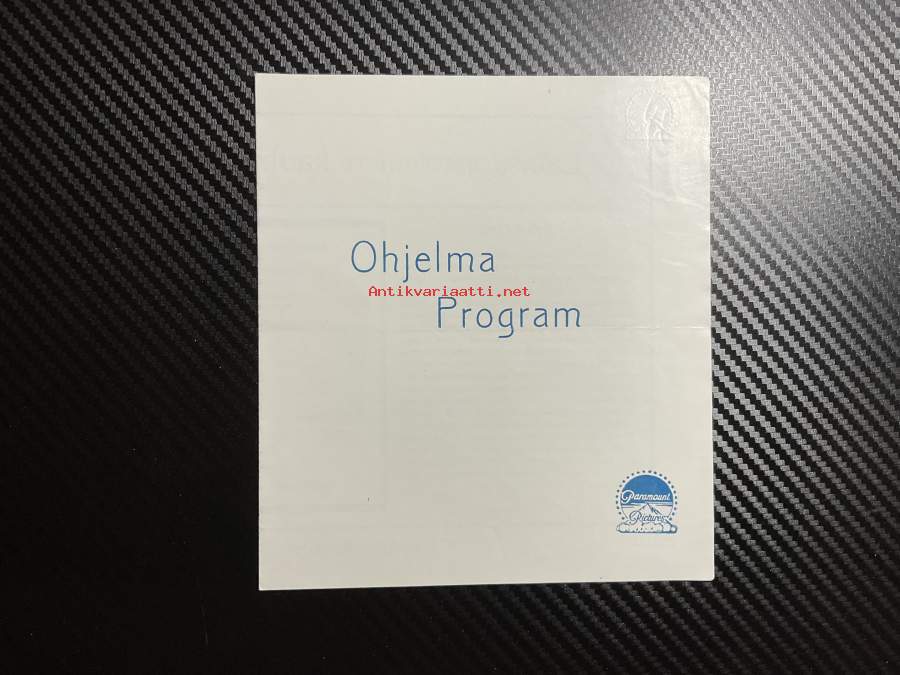 Ohjelma
Antikvariaatti.net
Program
Paramount
Pictures